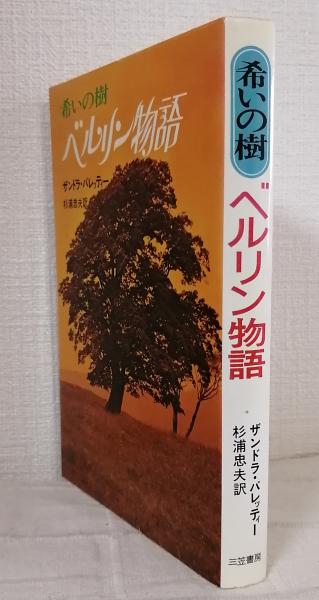 希いの樹
ベルリン物語
ザンドラ・パレッティー
杉浦忠夫訳
希いの樹
ベルリン物語
ザンドラ・パレッティー
杉浦忠夫訳
三笠書房